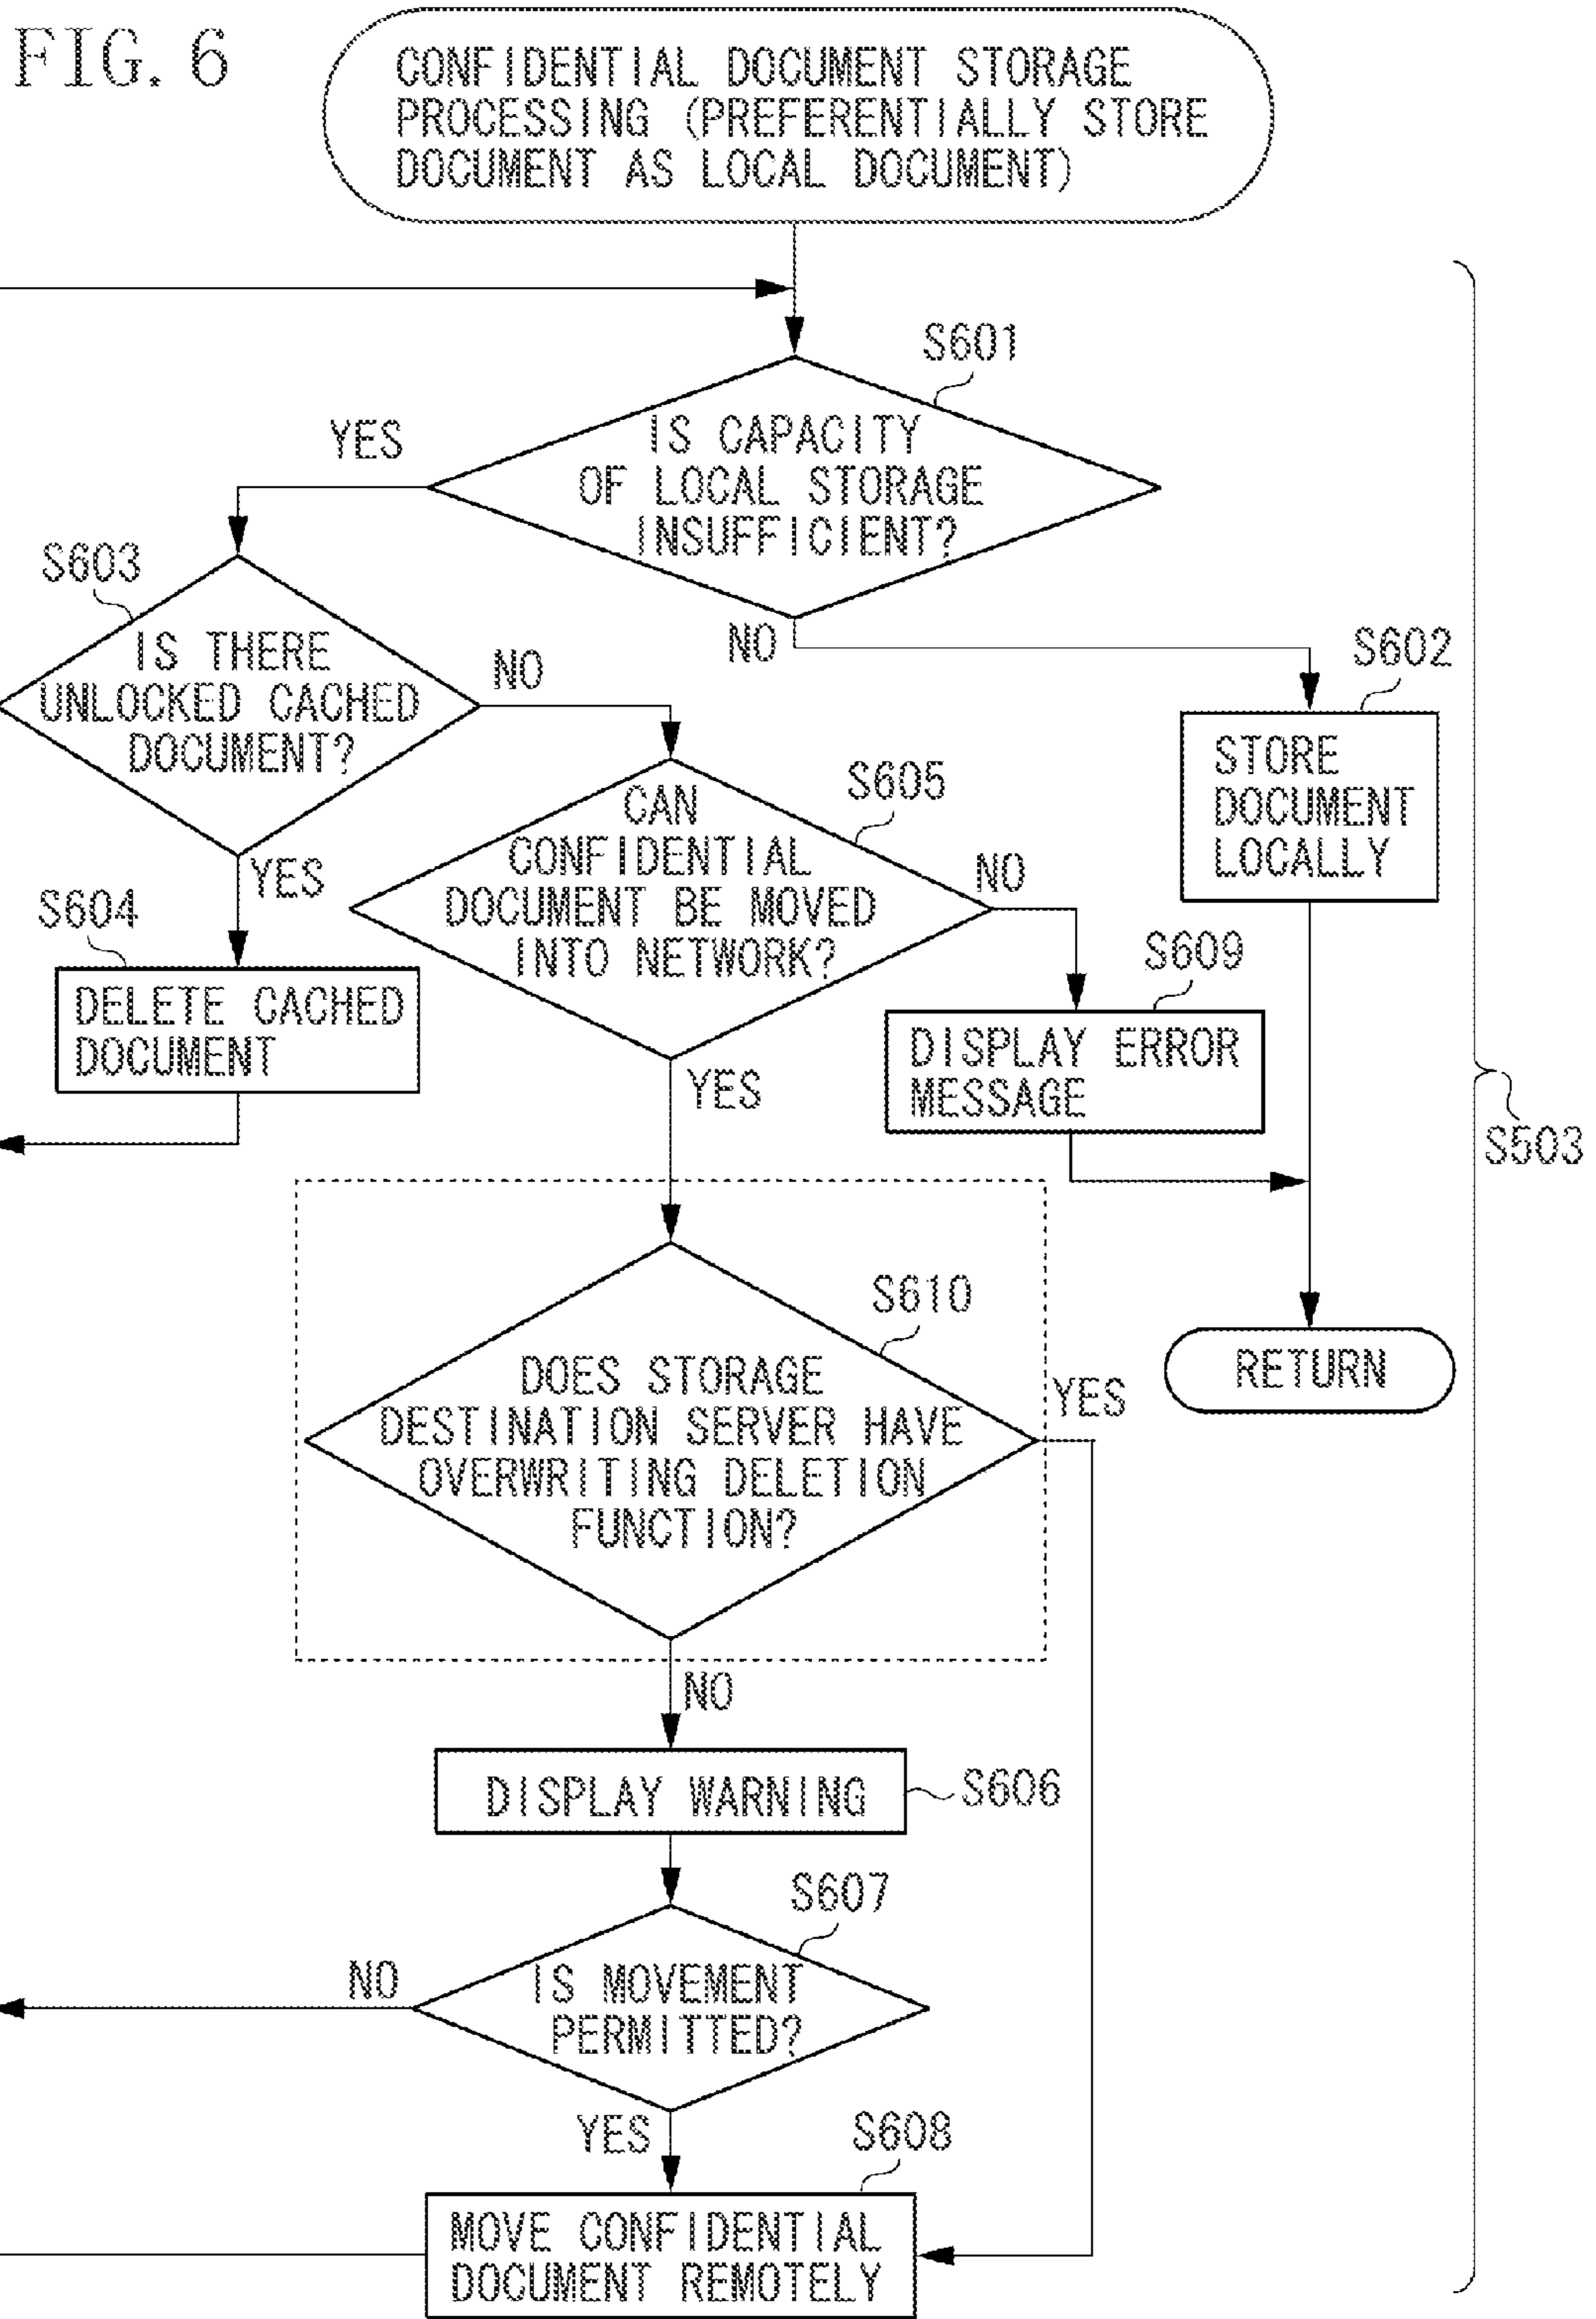 FIG. 6
CONFIDENTIAL DOCUMENT STORAGE
PROCESSING (PREFERENTIALLY STORE
DOCUMENT AS LOCAL DOCUMENT)
S601
YES
IS CAPACITY
OF LOCAL STORAGE
INSUFFICIENT?
NO
S603
IS THERE
UNLOCKED CACHED
DOCUMENT?
NO
YES
S602
STORE
DOCUMENT
LOCALLY
S605
CAN
CONFIDENTIAL
DOCUMENT BE MOVED
INTO NETWORK?
NO
YES
S604
DELETE CACHED
DOCUMENT
S609
DISPLAY ERROR
MESSAGE
S503
S610
DOES STORAGE
DESTINATION SERVER HAVE
OVERWRITING DELETION
FUNCTION?
YES
NO
RETURN
DISPLAY WARNING
S606
S607
NO
IS MOVEMENT
PERMITTED?
YES
S608
MOVE CONFIDENTIAL
DOCUMENT REMOTELY